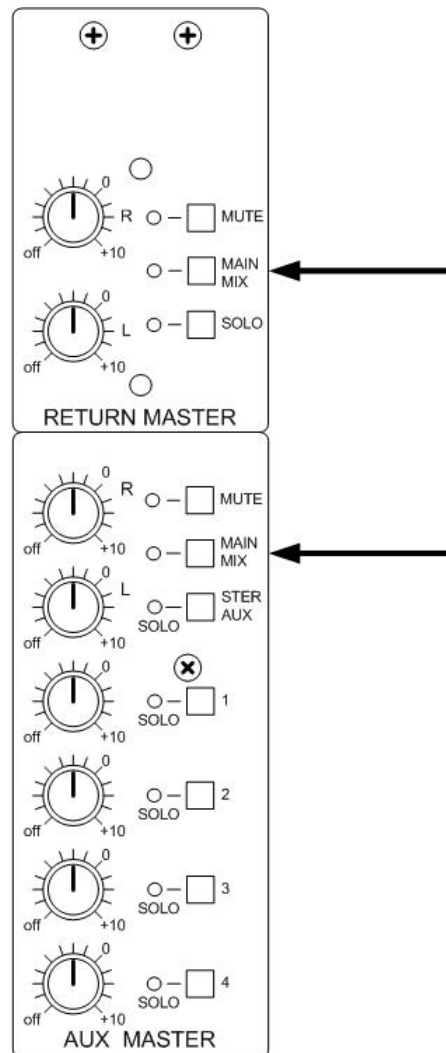 0
R
MUTE
off
+10
MAIN
MIX
0
L
SOLO
off
+10
RETURN MASTER
0
R
MUTE
off
+10
MAIN
MIX
0
L
STER
AUX
SOLO
off
+10
0
1
SOLO
off
+10
0
2
SOLO
off
+10
0
3
SOLO
off
+10
0
4
SOLO
off
+10
AUX MASTER